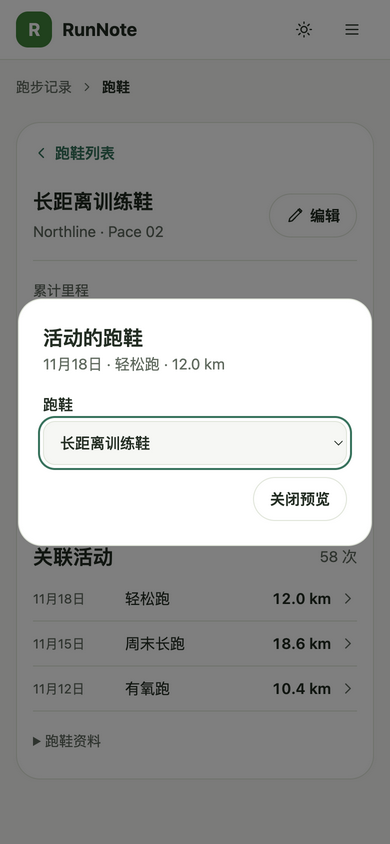 R RunNote
跑步记录 > 跑鞋
跑鞋列表
长距离训练鞋
编辑
Northline · Pace 02
累计里程
活动的跑鞋
11月18日 · 轻松跑 · 12.0 km
跑鞋
长距离训练鞋
关闭预览
关联活动 58 次
11月18日 轻松跑 12.0 km
11月15日 周末长跑 18.6 km
11月12日 有氧跑 10.4 km
跑鞋资料